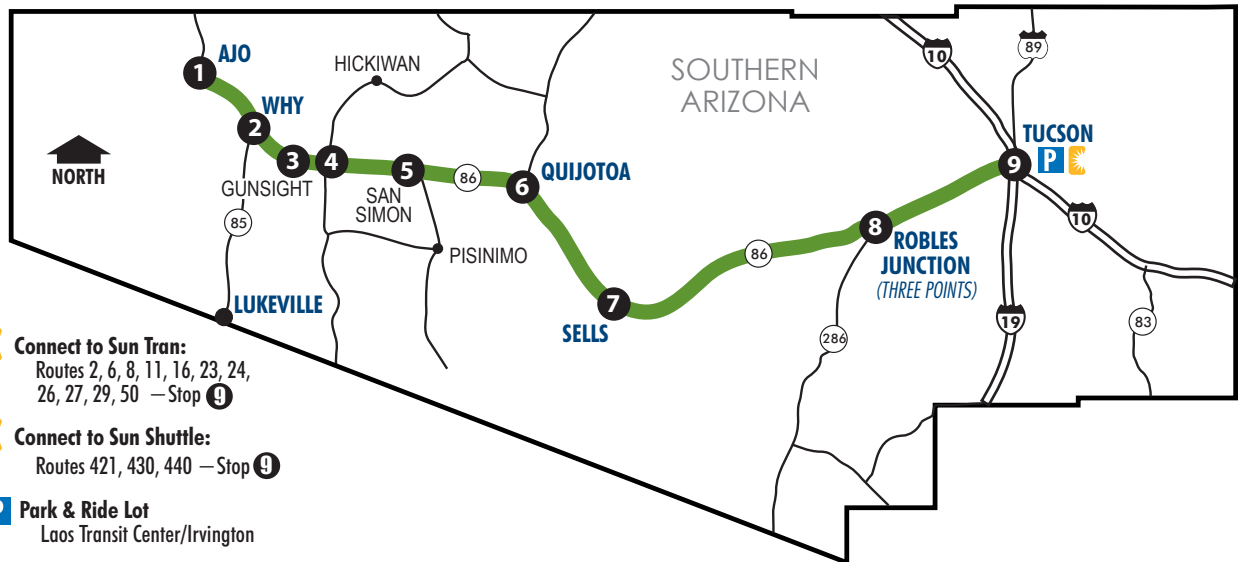 SOUTHERN
ARIZONA
NORTH
1
AJO
2
WHY
3
GUNSIGHT
4
HICKIWAN
5
SAN
SIMON
86
PISINIMO
6
QUIJOTOA
85
LUKEVILLE
7
SELLS
86
8
ROBLES
JUNCTION
(THREE POINTS)
286
9
TUCSON
P
10
89
10
19
83
Connect to Sun Tran:
Routes 2, 6, 8, 11, 16, 23, 24,
26, 27, 29, 50 – Stop 9
Connect to Sun Shuttle:
Routes 421, 430, 440 – Stop 9
P Park & Ride Lot
Laos Transit Center/Irvington